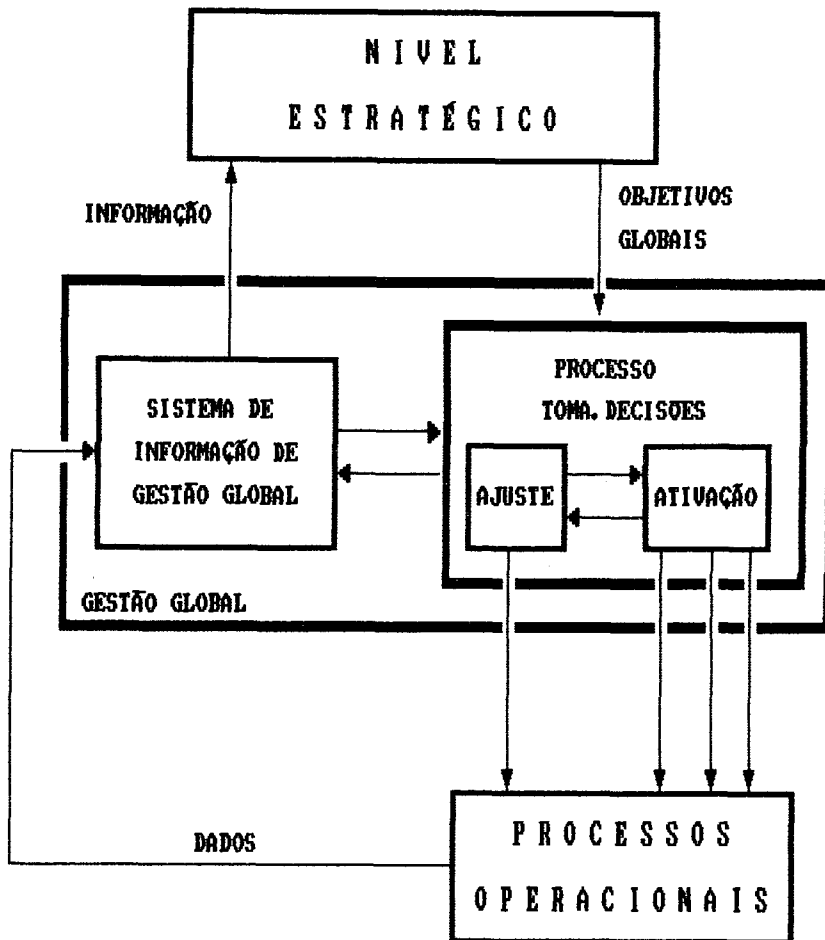 NIVEL
ESTRATÉGICO
INFORMAÇÃO
OBJETIVOS
GLOBAIS
PROCESSO
TOMA. DECISÕES
SISTEMA DE
INFORMAÇÃO DE
GESTÃO GLOBAL
AJUSTE
ATIVAÇÃO
GESTÃO GLOBAL
DADOS
PROCESSOS
OPERACIONAIS